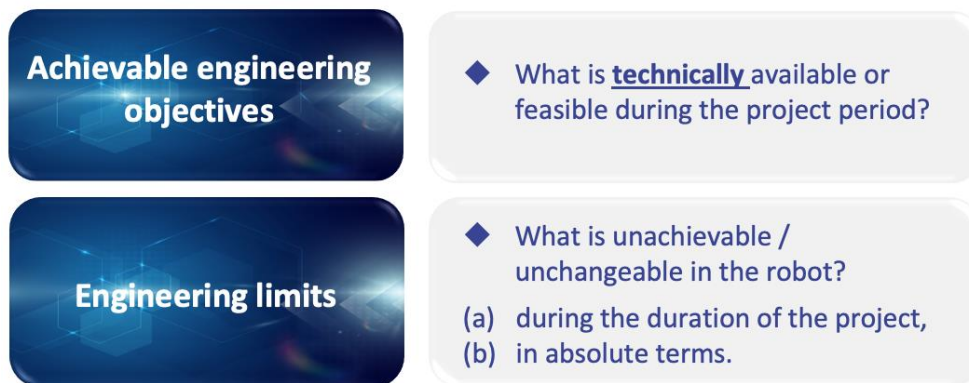 Achievable engineering
objectives
◆ What is technically available or
feasible during the project period?
Engineering limits
◆ What is unachievable /
unchangeable in the robot?
(a) during the duration of the project,
(b) in absolute terms.